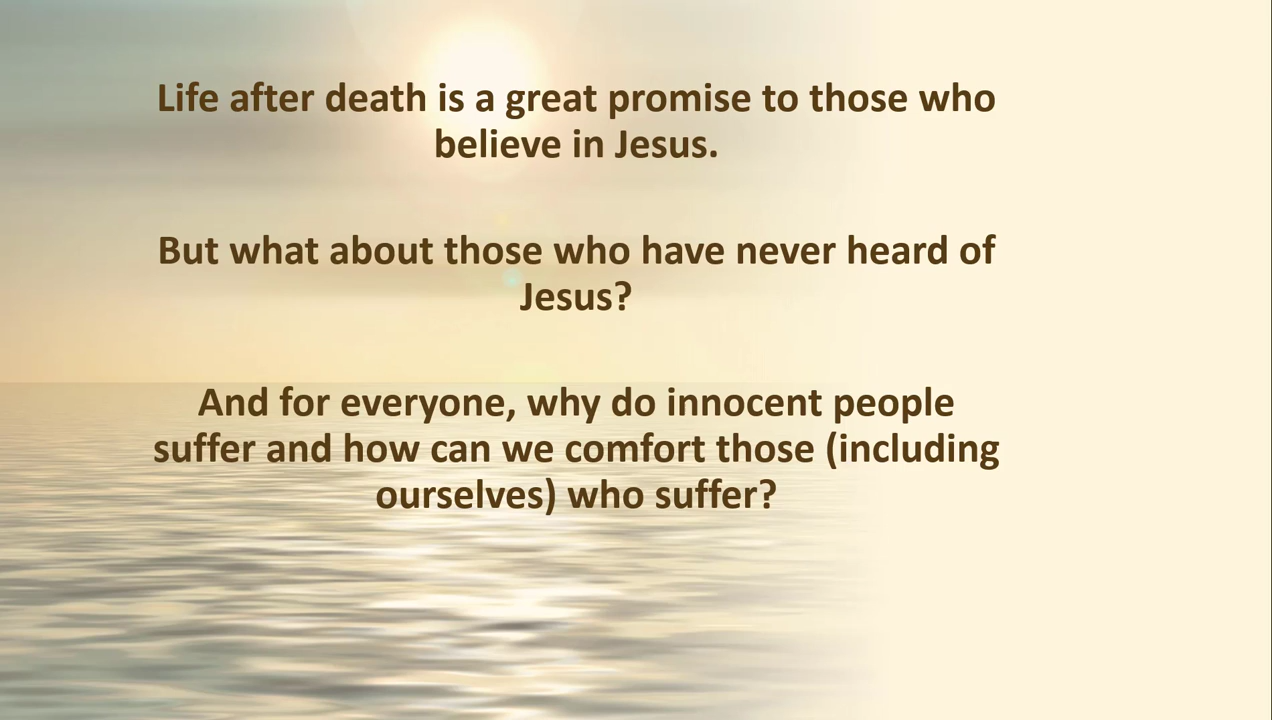 Life after death is a great promise to those who
believe in Jesus.
But what about those who have never heard of
Jesus?
And for everyone, why do innocent people
suffer and how can we comfort those (including
ourselves) who suffer?